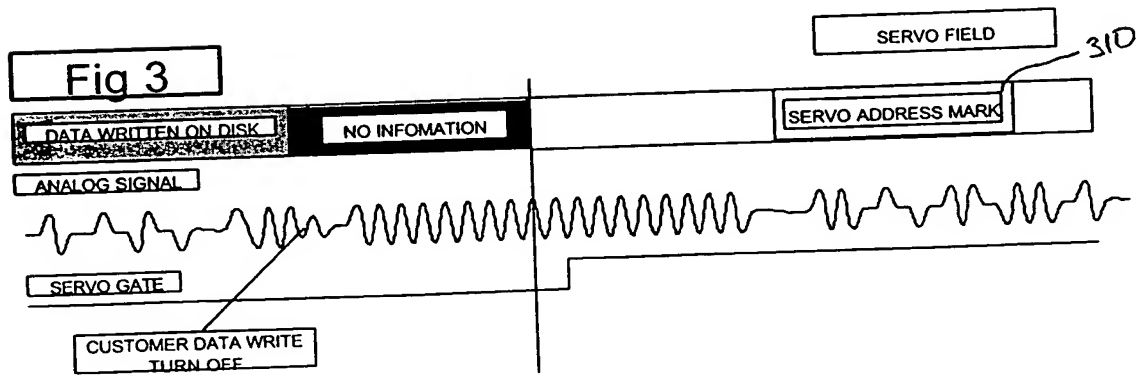 SERVO FIELD
310
Fig 3
DATA WRITTEN ON DISK
NO INFOMATION
SERVO ADDRESS MARK
ANALOG SIGNAL
SERVO GATE
CUSTOMER DATA WRITE
TURN OFF